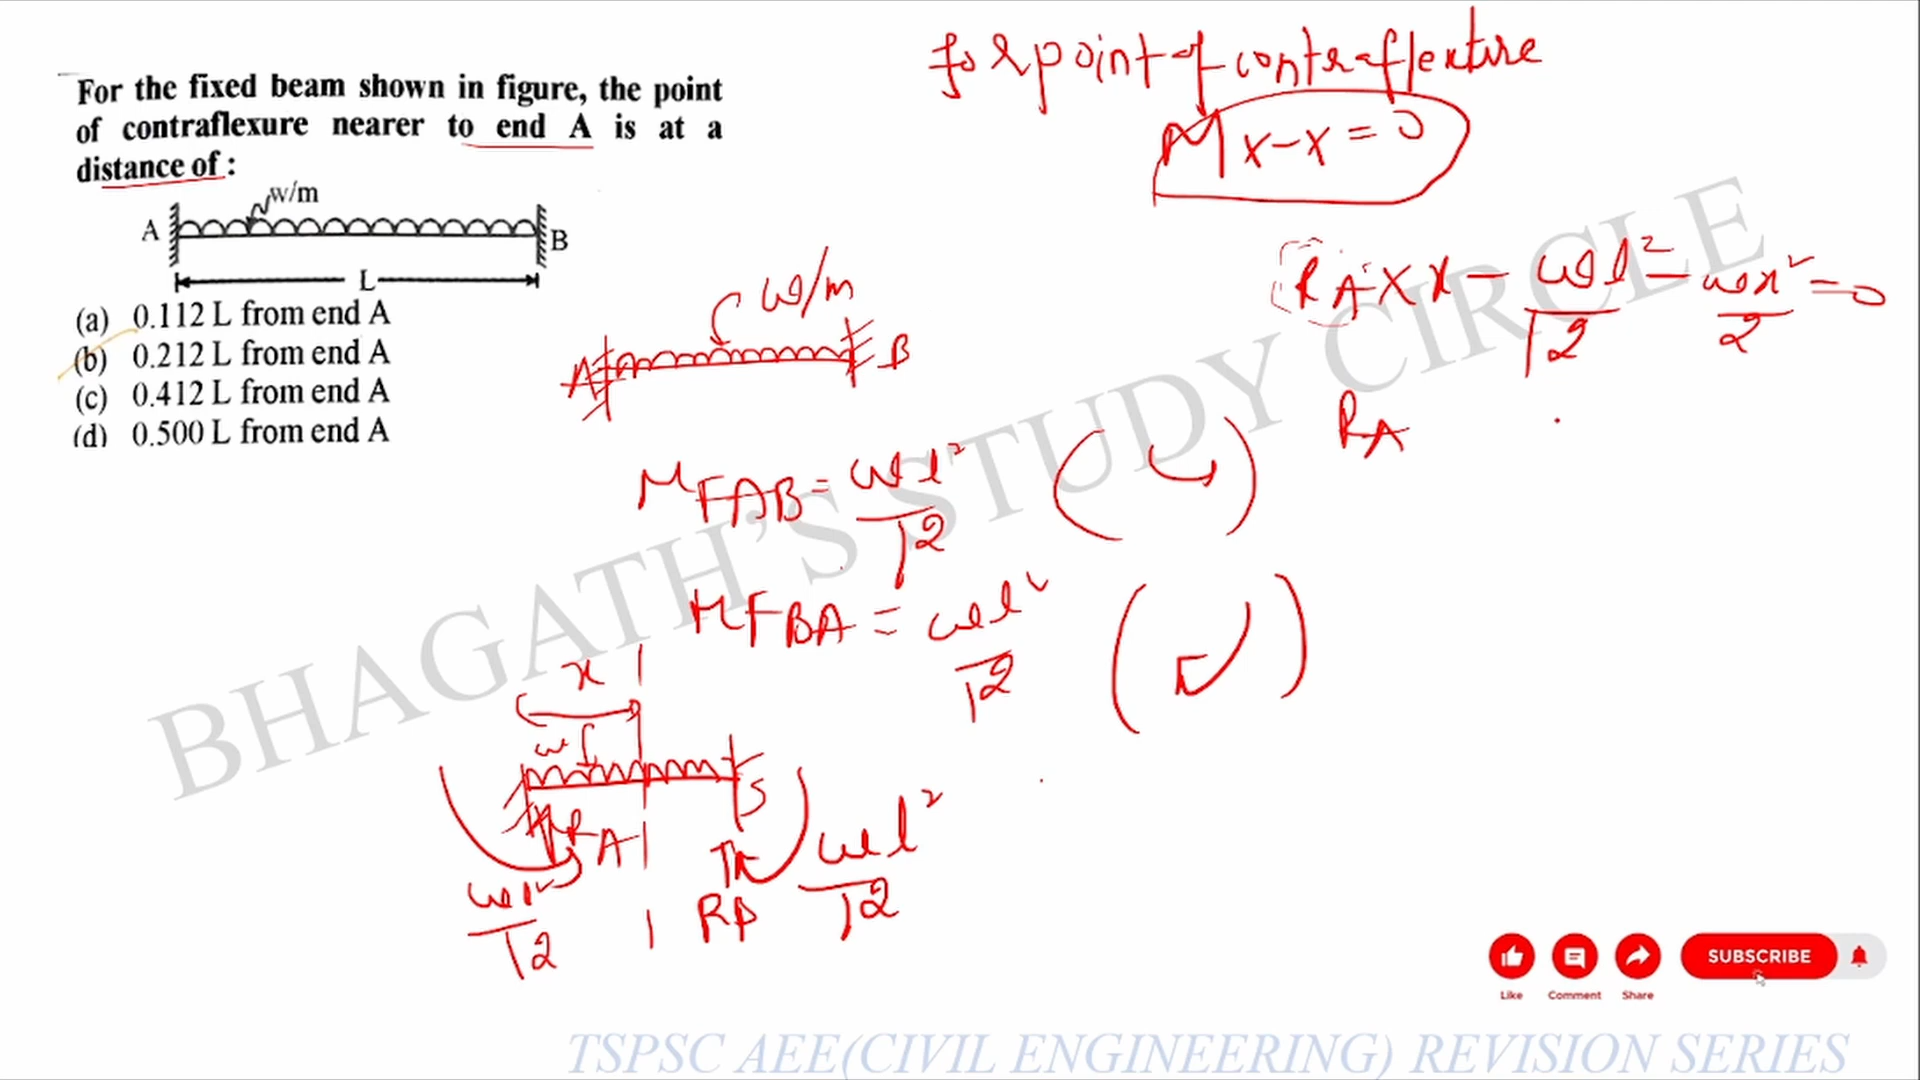 For the fixed beam shown in figure, the point
of contraflexure nearer to end A is at a
distance of :
w/m
A
B
L
(a) 0.112 L from end A
(b) 0.212 L from end A
(c) 0.412 L from end A
(d) 0.500 L from end A
for point of contraflexture
M x-x = 0
RA × x - wl²/12 - wx²/2 = 0
RA
w/m
A
B
MFAB = wl²/12
MFBA = wl²/12
x
w
RA
wl²/12
wl²/12
BHAGATH'S STUDY CIRCLE
Like
Comment
Share
SUBSCRIBE
TSPSC AEE(CIVIL ENGINEERING) REVISION SERIES